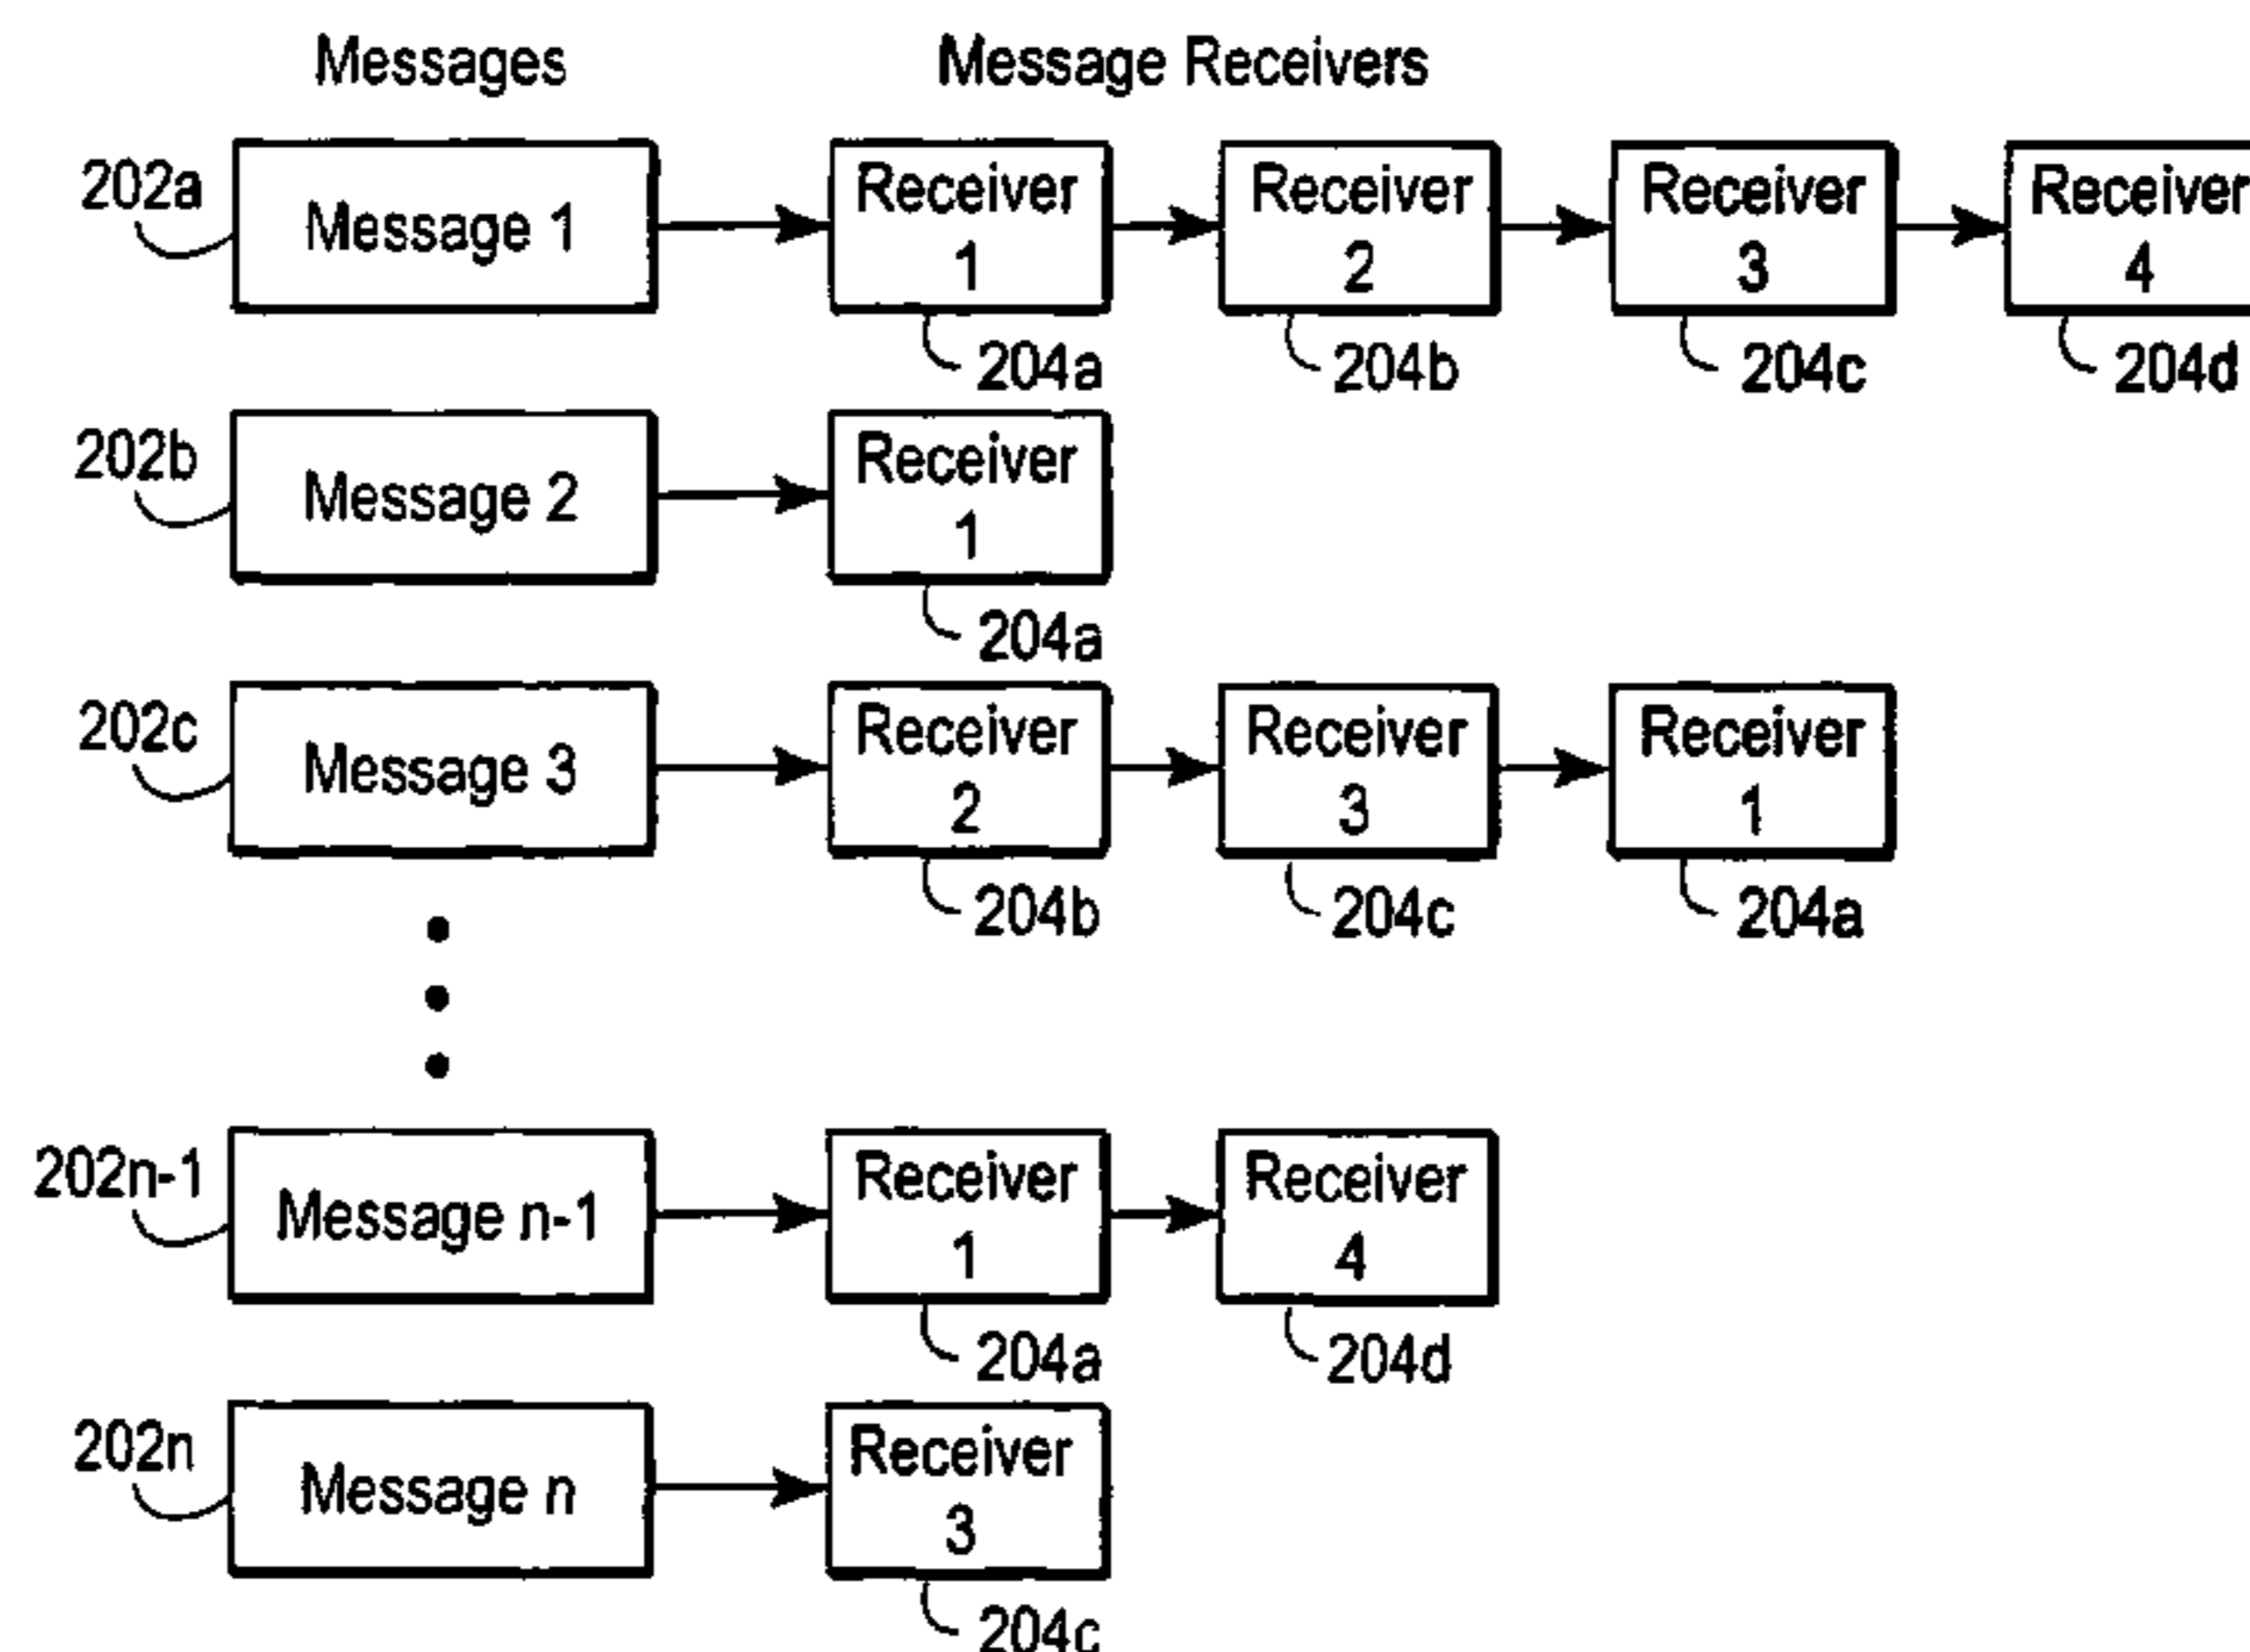 Messages Message Receivers
202a Message 1 Receiver 1 Receiver 2 Receiver 3 Receiver 4
204a 204b 204c 204d
202b Message 2 Receiver 1
204a
202c Message 3 Receiver 2 Receiver 3 Receiver 1
204b 204c 204a
202n-1 Message n-1 Receiver 1 Receiver 4
204a 204d
202n Message n Receiver 3
204c